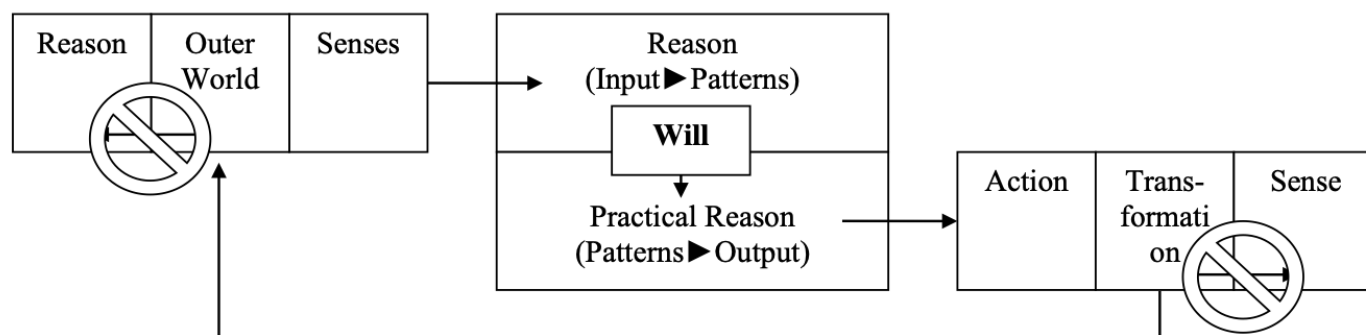 Reason
Outer
World
Senses
Reason
(Input►Patterns)
Will
Practical Reason
(Patterns►Output)
Action
Trans-
formati
on
Sense